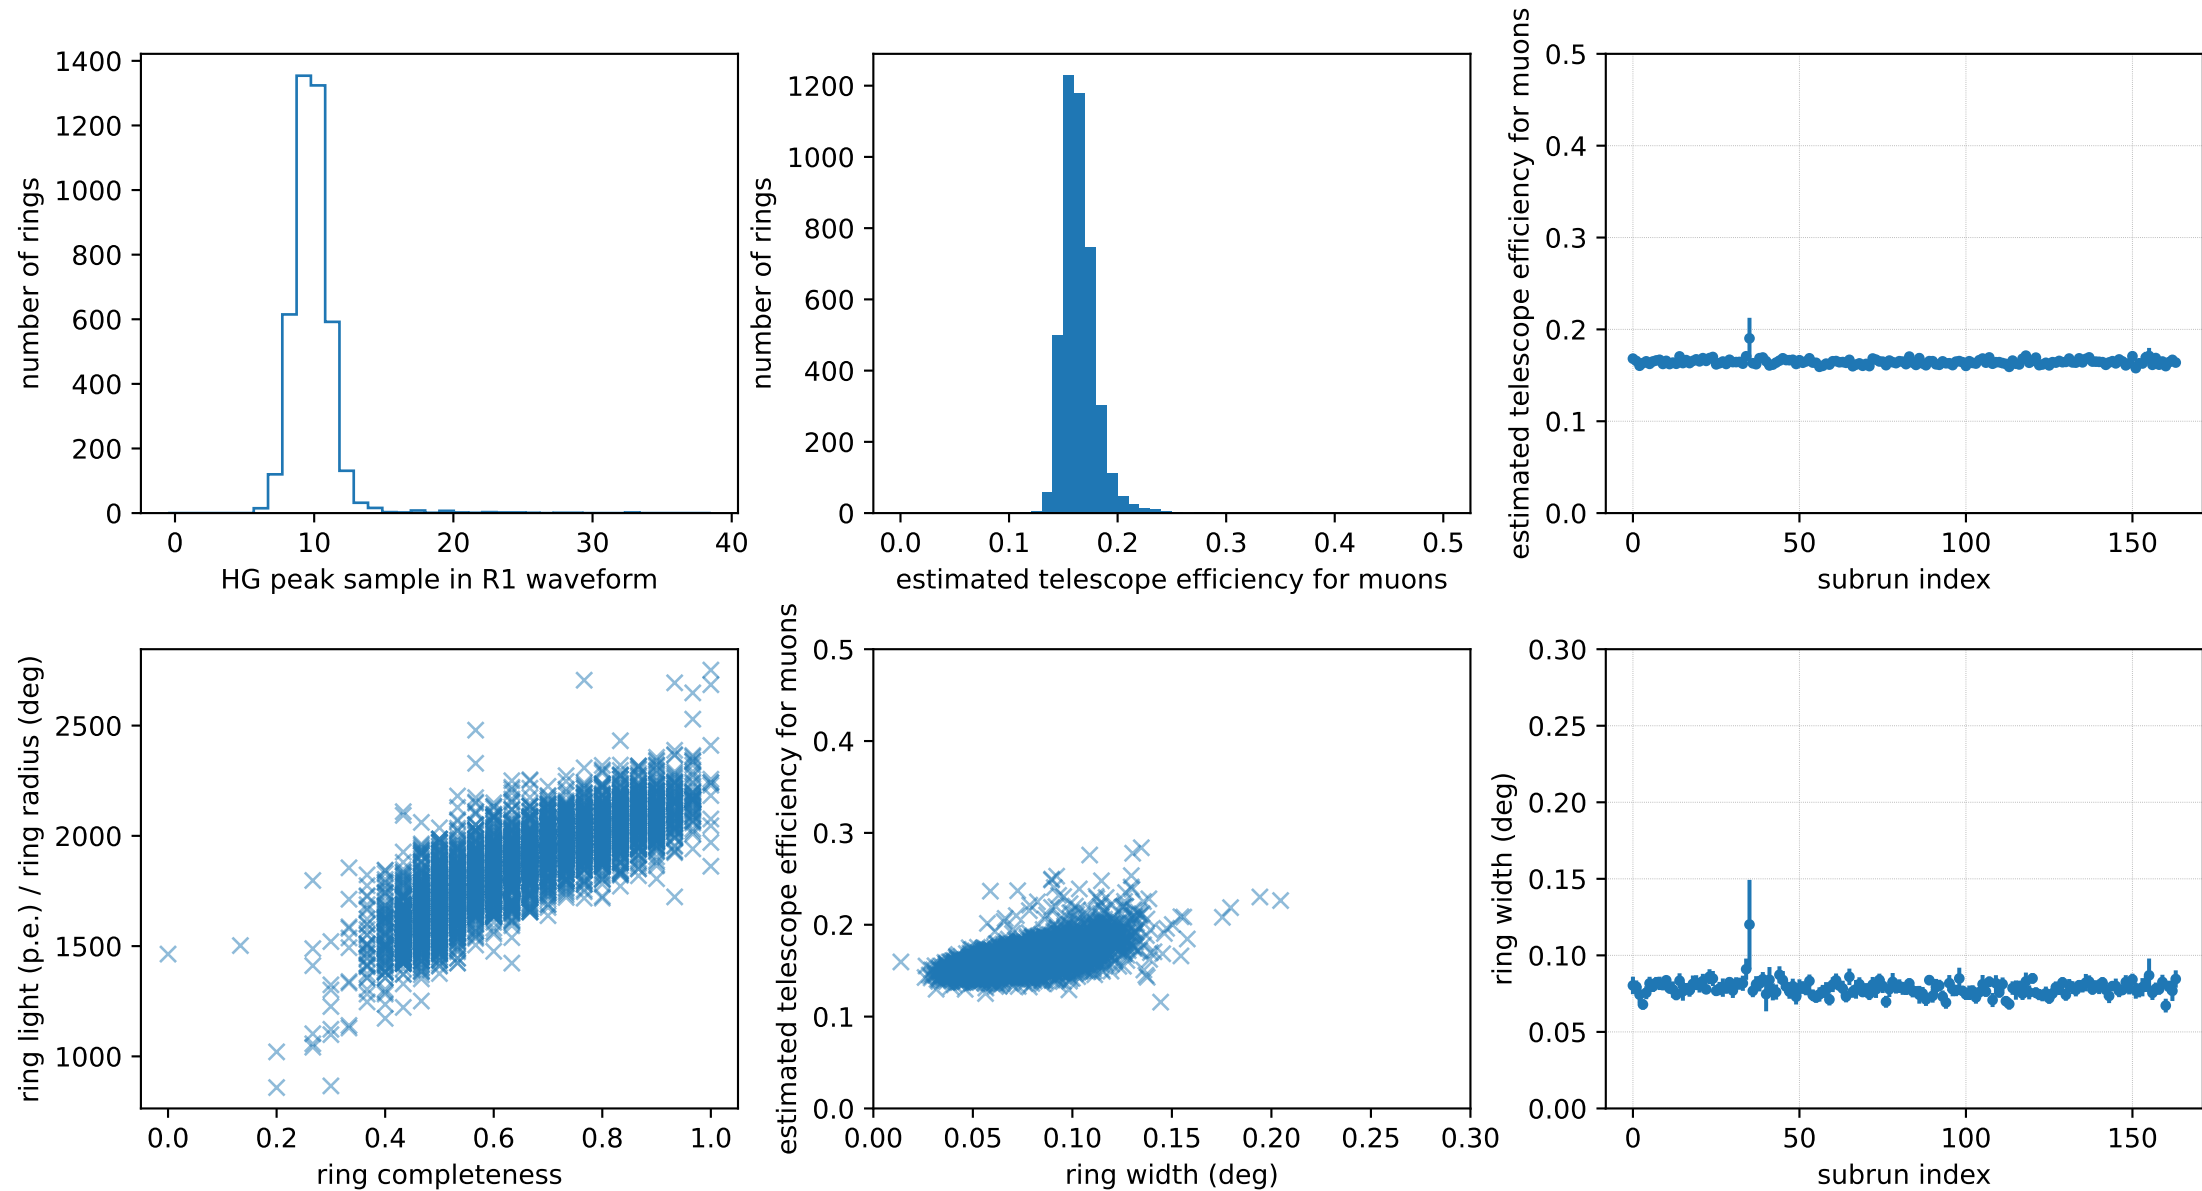 number of rings
1400
1200
1000
800
600
400
200
0
0 10 20 30 40
HG peak sample in R1 waveform
number of rings
1200
1000
800
600
400
200
0
0.0 0.1 0.2 0.3 0.4 0.5
estimated telescope efficiency for muons
estimated telescope efficiency for muons
0.5
0.4
0.3
0.2
0.1
0.0
0 50 100 150
subrun index
ring light (p.e.) / ring radius (deg)
2500
2000
1500
1000
0.0 0.2 0.4 0.6 0.8 1.0
ring completeness
estimated telescope efficiency for muons
0.5
0.4
0.3
0.2
0.1
0.0
0.00 0.05 0.10 0.15 0.20 0.25 0.30
ring width (deg)
ring width (deg)
0.30
0.25
0.20
0.15
0.10
0.05
0.00
0 50 100 150
subrun index